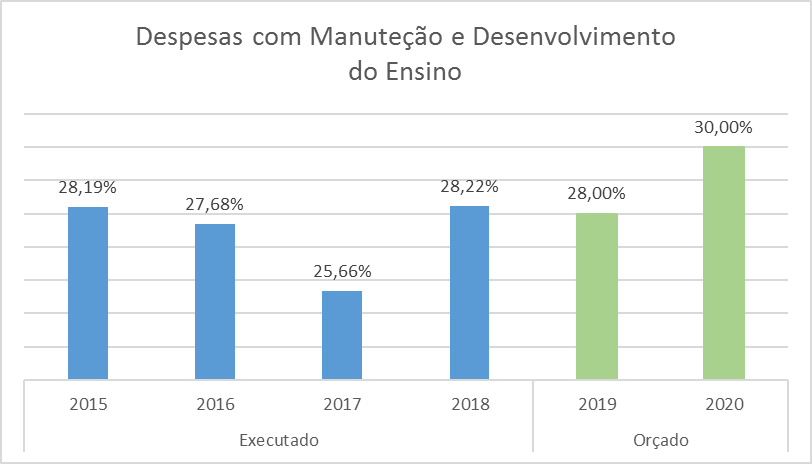 Despesas com Manuteção e Desenvolvimento
do Ensino
30,00%
28,19%
27,68%
25,66%
28,22%
28,00%
2015 2016 2017 2018 2019 2020
Executado Orçado